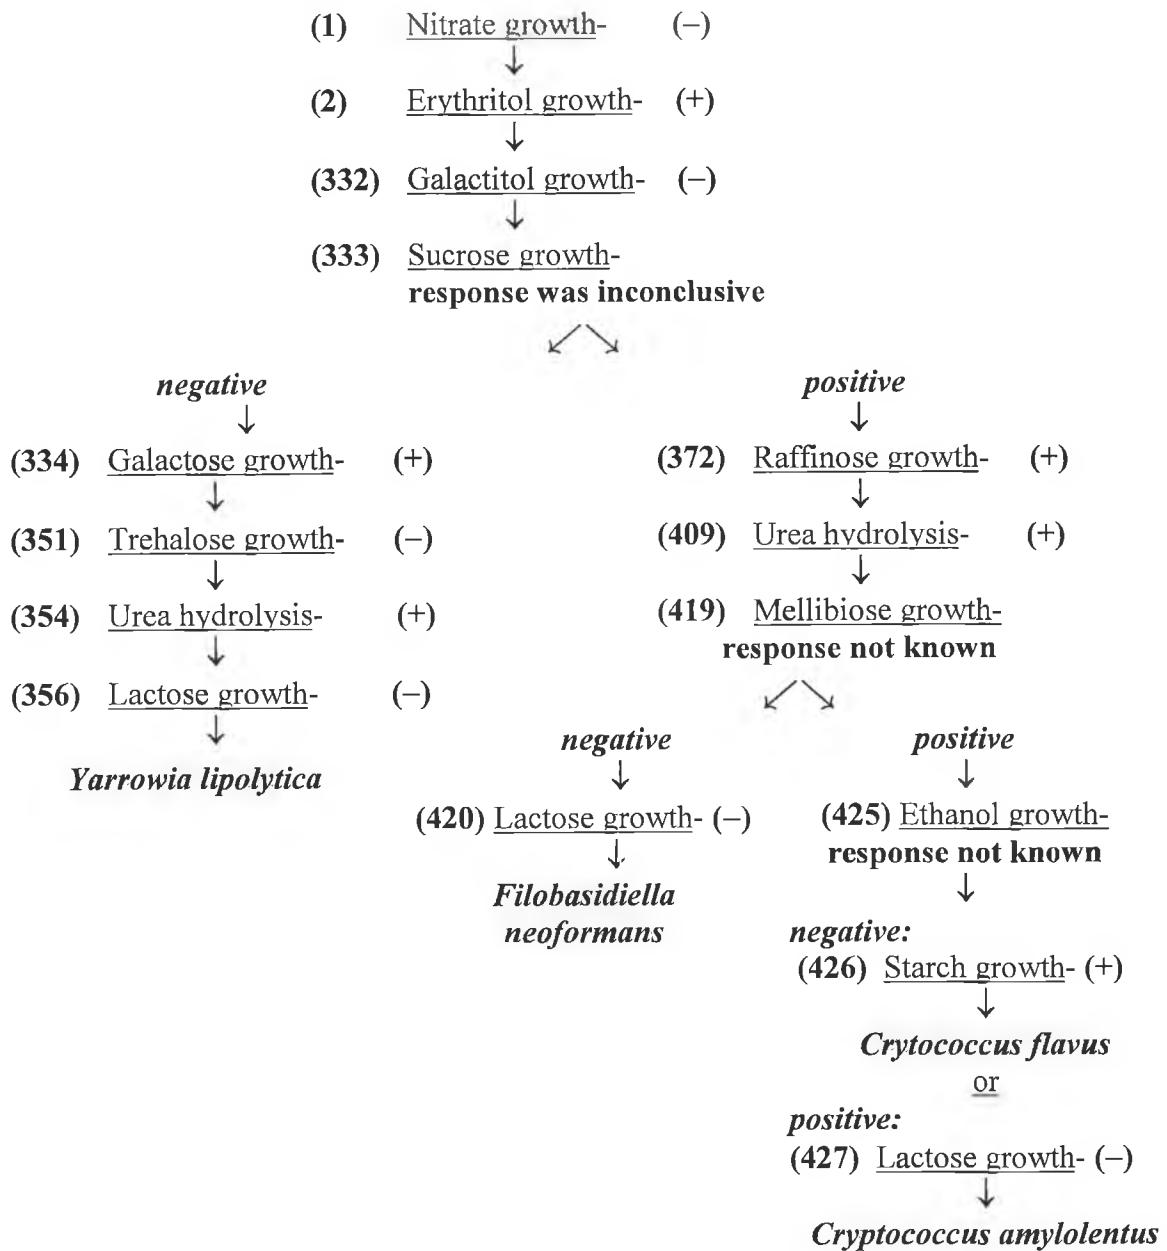 (1) Nitrate growth- (–)
(2) Erythritol growth- (+)
(332) Galactitol growth- (–)
(333) Sucrose growth-
response was inconclusive
negative
(334) Galactose growth- (+)
(351) Trehalose growth- (–)
(354) Urea hydrolysis- (+)
(356) Lactose growth- (–)
Yarrowia lipolytica
positive
(372) Raffinose growth- (+)
(409) Urea hydrolysis- (+)
(419) Mellibiose growth-
response not known
negative
(420) Lactose growth- (–)
Filobasidiella
neoformans
positive
(425) Ethanol growth-
response not known
negative:
(426) Starch growth- (+)
Crytococcus flavus
or
positive:
(427) Lactose growth- (–)
Cryptococcus amylolentus